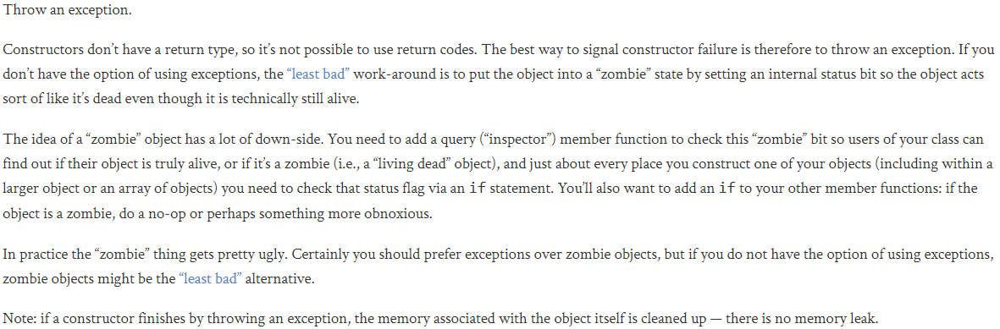 Throw an exception.
Constructors don’t have a return type, so it’s not possible to use return codes. The best way to signal constructor failure is therefore to throw an exception. If you
don’t have the option of using exceptions, the “least bad” work-around is to put the object into a “zombie” state by setting an internal status bit so the object acts
sort of like it’s dead even though it is technically still alive.
The idea of a “zombie” object has a lot of down-side. You need to add a query (“inspector”) member function to check this “zombie” bit so users of your class can
find out if their object is truly alive, or if it’s a zombie (i.e., a “living dead” object), and just about every place you construct one of your objects (including within a
larger object or an array of objects) you need to check that status flag via an if statement. You’ll also want to add an if to your other member functions: if the
object is a zombie, do a no-op or perhaps something more obnoxious.
In practice the “zombie” thing gets pretty ugly. Certainly you should prefer exceptions over zombie objects, but if you do not have the option of using exceptions,
zombie objects might be the “least bad” alternative.
Note: if a constructor finishes by throwing an exception, the memory associated with the object itself is cleaned up — there is no memory leak.